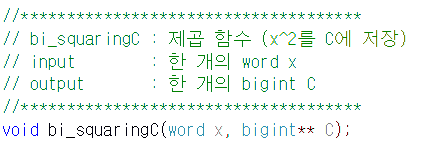 //***********************************
// bi_squaringC : 제곱 함수 (x^2를 C에 저장)
// input        : 한 개의 word x
// output       : 한 개의 bigint C
//***********************************
void bi_squaringC(word x, bigint** C);